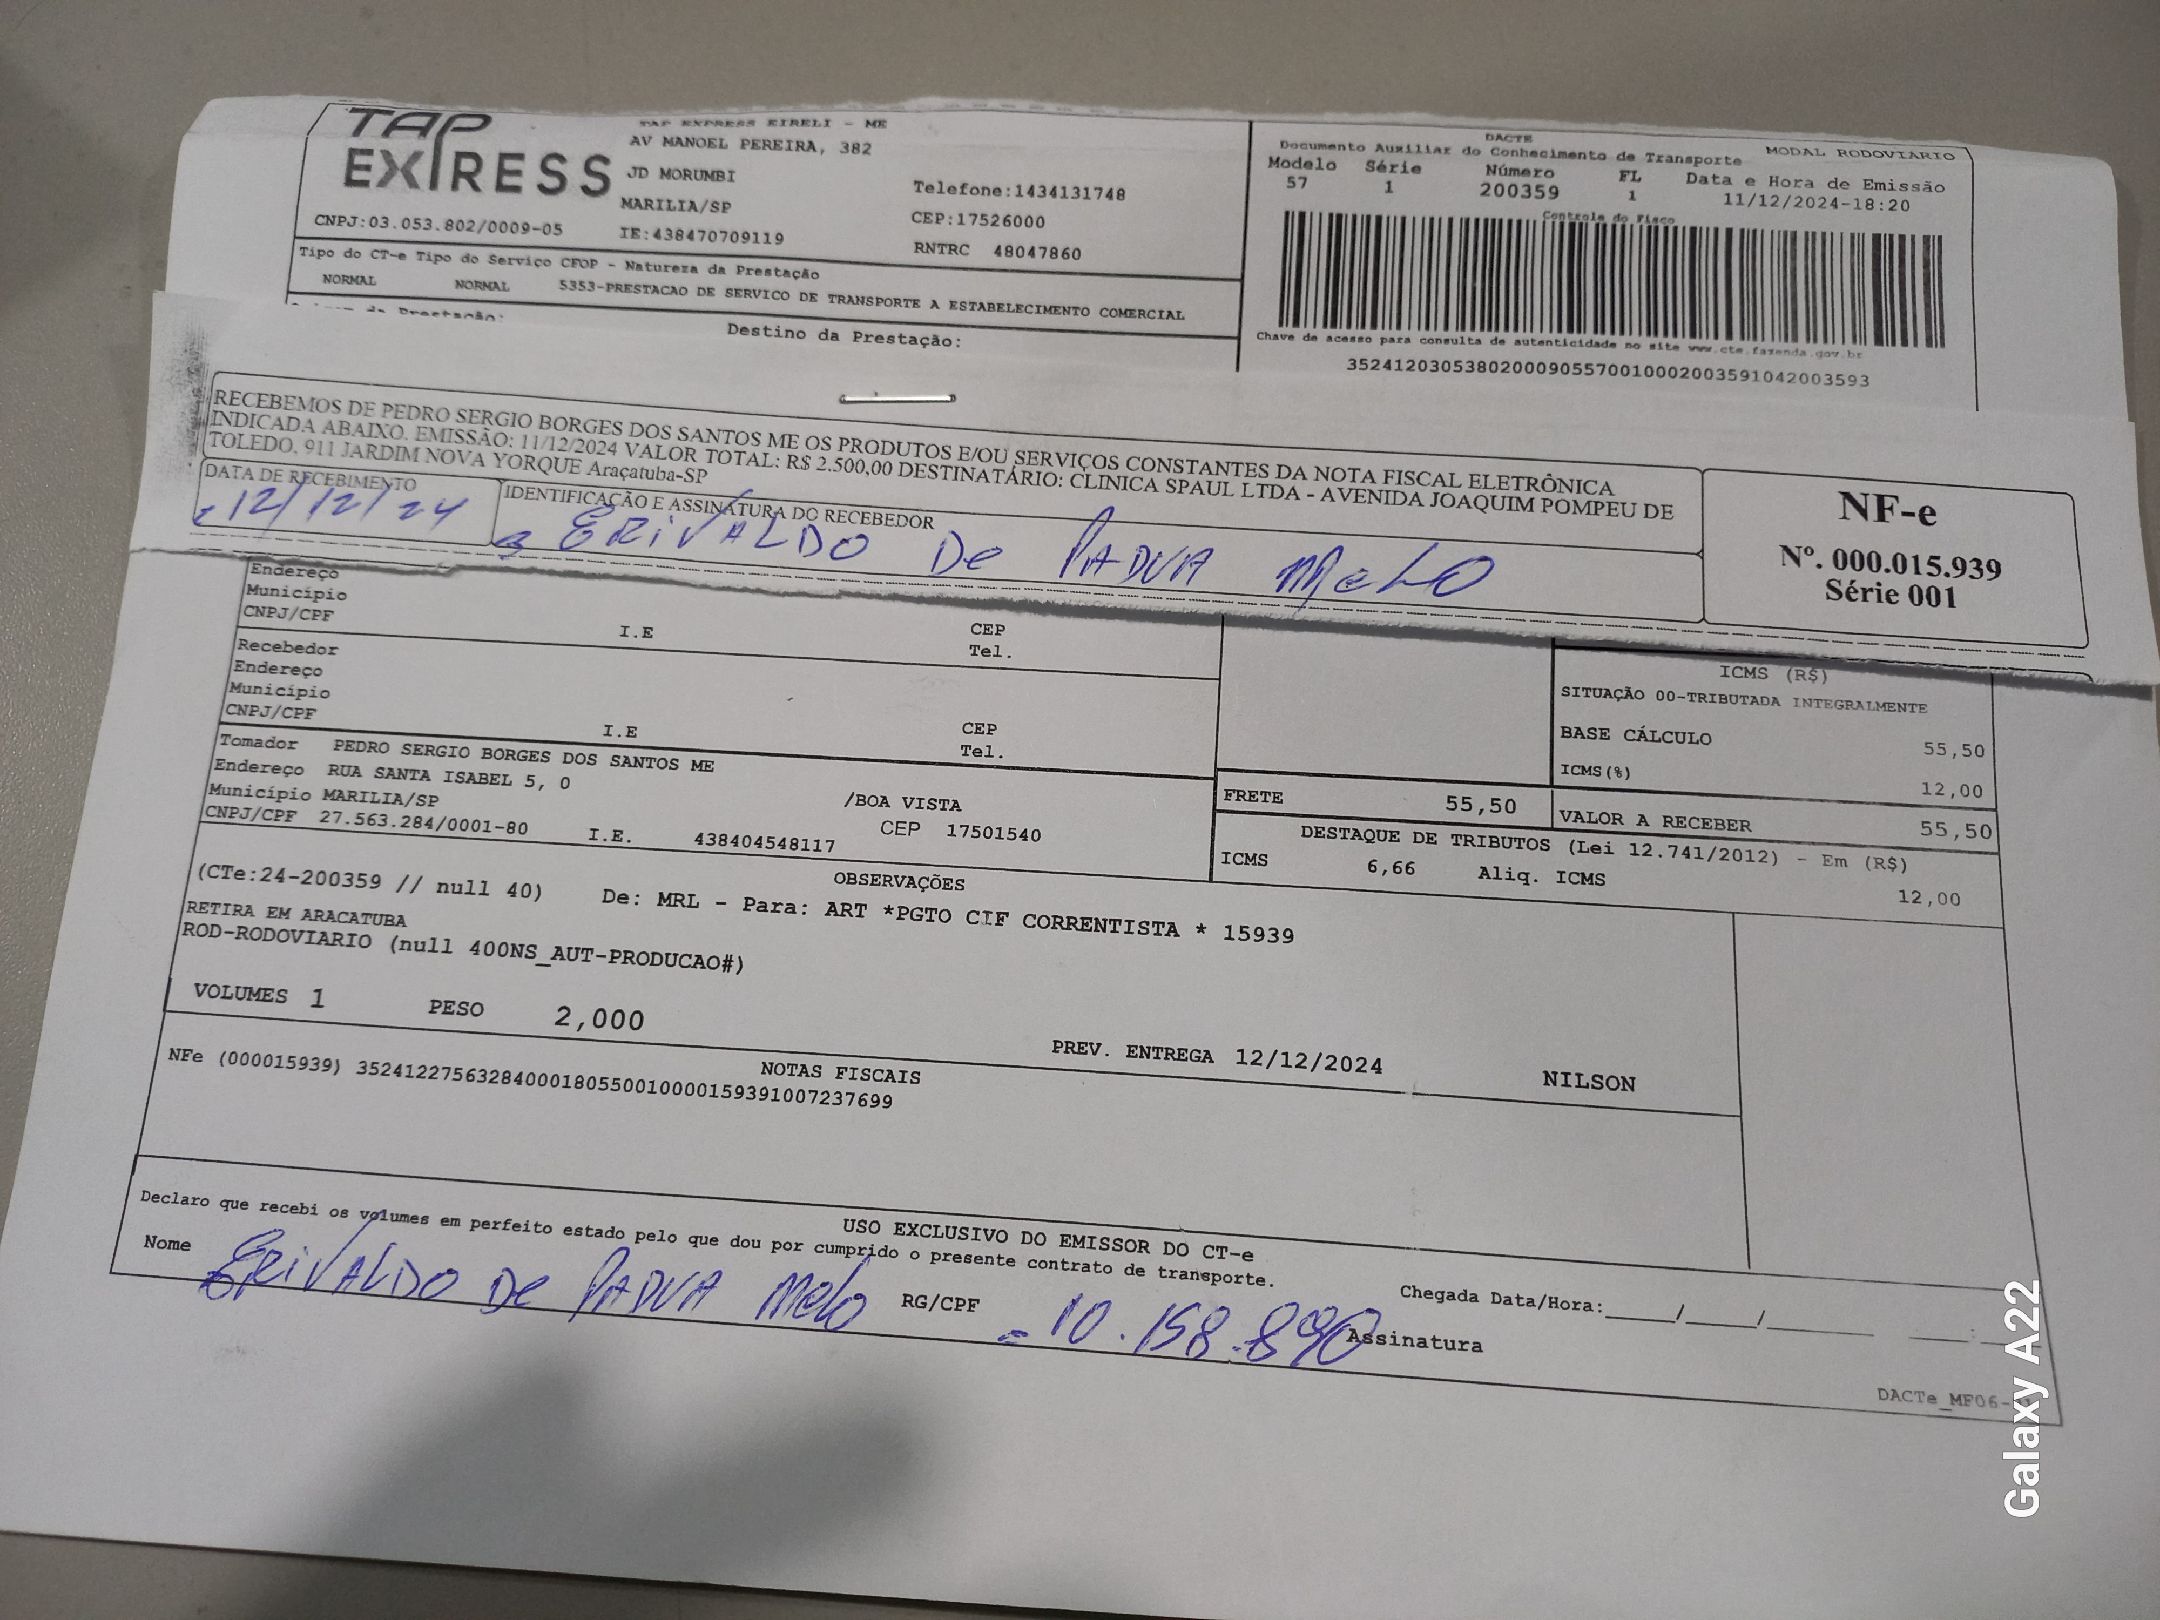 TAP EXPRESS
TAP EXPRESS EIRELI - ME
AV MANOEL PEREIRA, 382
JD MORUMBI
MARILIA/SP
Telefone:1434131748
CEP:17526000
CNPJ:03.053.802/0009-05 IE:438470709119 RNTRC 48047860
Tipo do CT-e Tipo do Serviço CFOP - Natureza da Prestação
NORMAL NORMAL 5353-PRESTACAO DE SERVICO DE TRANSPORTE A ESTABELECIMENTO COMERCIAL
da Prestação: Destino da Prestação:
DACTE
Documento Auxiliar do Conhecimento de Transporte MODAL RODOVIARIO
Modelo Série Número FL Data e Hora de Emissão
57 1 200359 1 11/12/2024-18:20
Controle do Fisco
Chave de acesso para consulta de autenticidade no site www.cte.fazenda.gov.br
35241203053802000905570010002003591042003593
RECEBEMOS DE PEDRO SERGIO BORGES DOS SANTOS ME OS PRODUTOS E/OU SERVIÇOS CONSTANTES DA NOTA FISCAL ELETRÔNICA
INDICADA ABAIXO. EMISSÃO: 11/12/2024 VALOR TOTAL: R$ 2.500,00 DESTINATÁRIO: CLINICA SPAUL LTDA - AVENIDA JOAQUIM POMPEU DE
TOLEDO, 911 JARDIM NOVA YORQUE Araçatuba-SP
DATA DE RECEBIMENTO IDENTIFICAÇÃO E ASSINATURA DO RECEBEDOR
12/12/24 ERIVALDO De PADUA MeLO
NF-e
Nº. 000.015.939
Série 001
Endereço
Município
CNPJ/CPF I.E CEP
Tel.
Recebedor
Endereço
Município
CNPJ/CPF I.E CEP
Tel.
Tomador PEDRO SERGIO BORGES DOS SANTOS ME
Endereço RUA SANTA ISABEL 5, 0 /BOA VISTA
Município MARILIA/SP CEP 17501540
CNPJ/CPF 27.563.284/0001-80 I.E. 438404548117
ICMS (R$)
SITUAÇÃO 00-TRIBUTADA INTEGRALMENTE
BASE CÁLCULO 55,50
ICMS(%) 12,00
FRETE 55,50 VALOR A RECEBER 55,50
DESTAQUE DE TRIBUTOS (Lei 12.741/2012) - Em (R$)
ICMS 6,66 Aliq. ICMS 12,00
OBSERVAÇÕES
(CTe:24-200359 // null 40) De: MRL - Para: ART *PGTO CIF CORRENTISTA * 15939
RETIRA EM ARACATUBA
ROD-RODOVIARIO (null 400NS_AUT-PRODUCAO#)
VOLUMES 1 PESO 2,000 PREV. ENTREGA 12/12/2024 NILSON
NOTAS FISCAIS
NFe (000015939) 35241227563284000180550010000159391007237699
USO EXCLUSIVO DO EMISSOR DO CT-e
Declaro que recebi os volumes em perfeito estado pelo que dou por cumprido o presente contrato de transporte.
Nome ERIVALDO De PADUA Melo RG/CPF 10.158.890 Assinatura
Chegada Data/Hora:____/____/______ ___:__
DACTe_MF06-
Galaxy A22